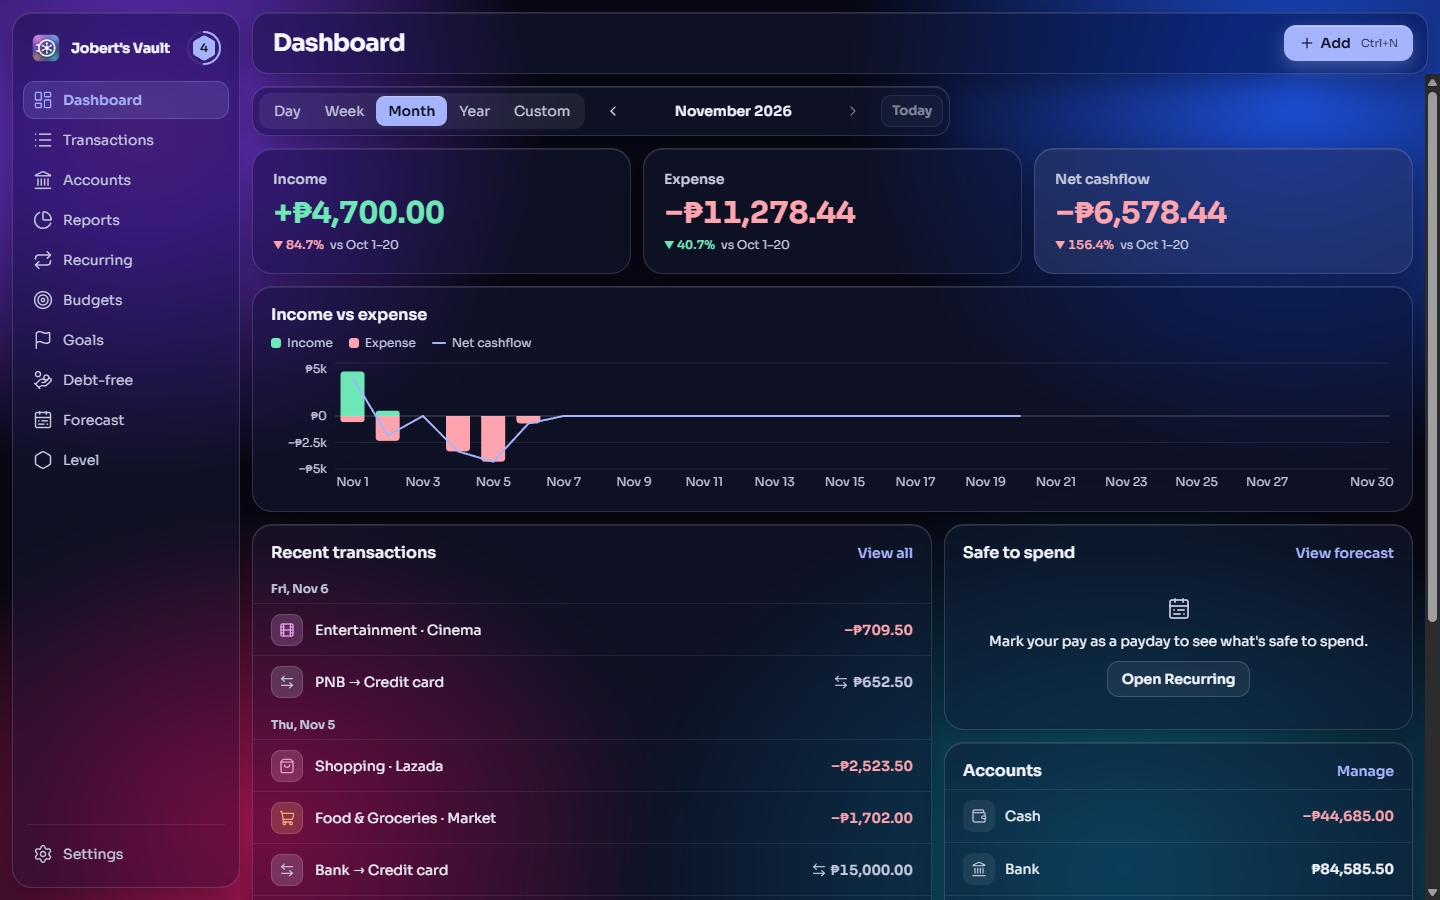 Jobert's Vault
4
Dashboard
Transactions
Accounts
Reports
Recurring
Budgets
Goals
Debt-free
Forecast
Level
Settings
Dashboard
+ Add Ctrl+N
Day Week Month Year Custom
November 2026
Today
Income
+₱4,700.00
▼ 84.7% vs Oct 1–20
Expense
−₱11,278.44
▼ 40.7% vs Oct 1–20
Net cashflow
−₱6,578.44
▼ 156.4% vs Oct 1–20
Income vs expense
Income Expense Net cashflow
₱5k
₱0
−₱2.5k
−₱5k
Nov 1 Nov 3 Nov 5 Nov 7 Nov 9 Nov 11 Nov 13 Nov 15 Nov 17 Nov 19 Nov 21 Nov 23 Nov 25 Nov 27 Nov 30
Recent transactions View all
Fri, Nov 6
Entertainment · Cinema −₱709.50
PNB → Credit card ₱652.50
Thu, Nov 5
Shopping · Lazada −₱2,523.50
Food & Groceries · Market −₱1,702.00
Bank → Credit card ₱15,000.00
Safe to spend View forecast
Mark your pay as a payday to see what's safe to spend.
Open Recurring
Accounts Manage
Cash −₱44,685.00
Bank ₱84,585.50